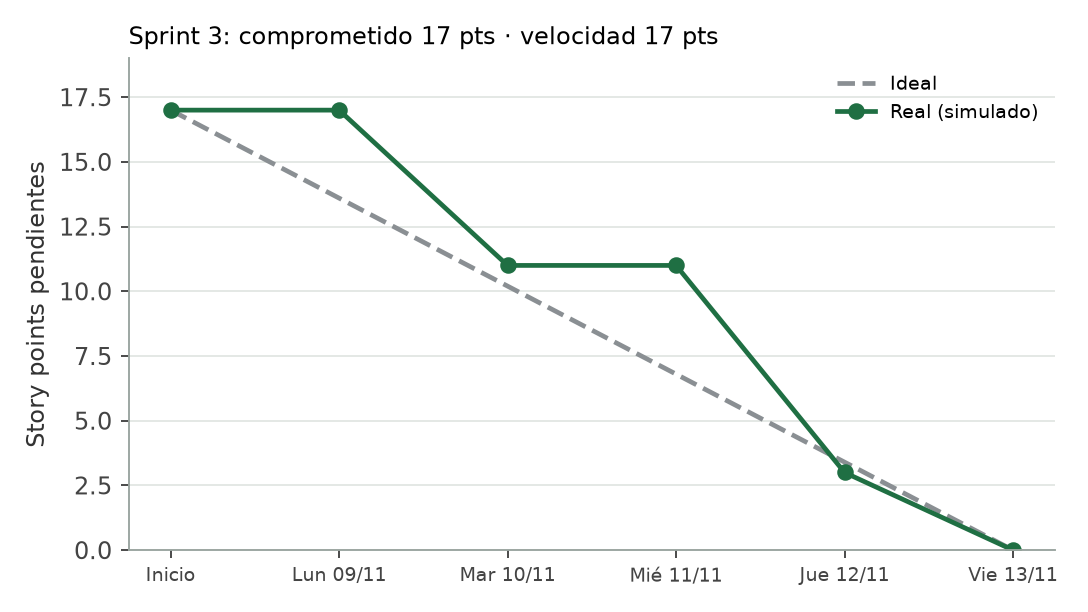 Sprint 3: comprometido 17 pts · velocidad 17 pts
Ideal
Real (simulado)
Story points pendientes
17.5
15.0
12.5
10.0
7.5
5.0
2.5
0.0
Inicio
Lun 09/11
Mar 10/11
Mié 11/11
Jue 12/11
Vie 13/11